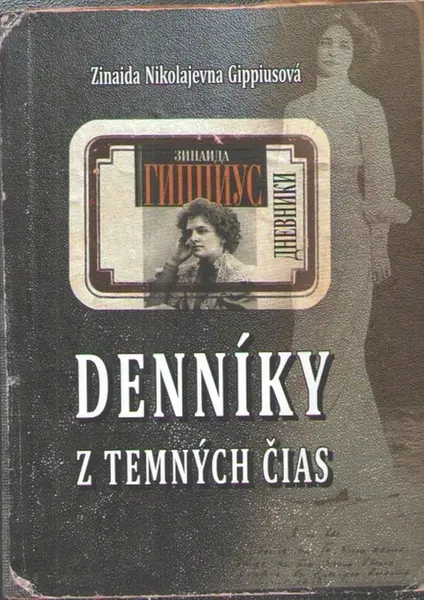 Zinaida Nikolajevna Gippiusová
ЗИНАИДА
ГИППИУС
ДНЕВНИКИ
DENNÍKY
Z TEMNÝCH ČIAS